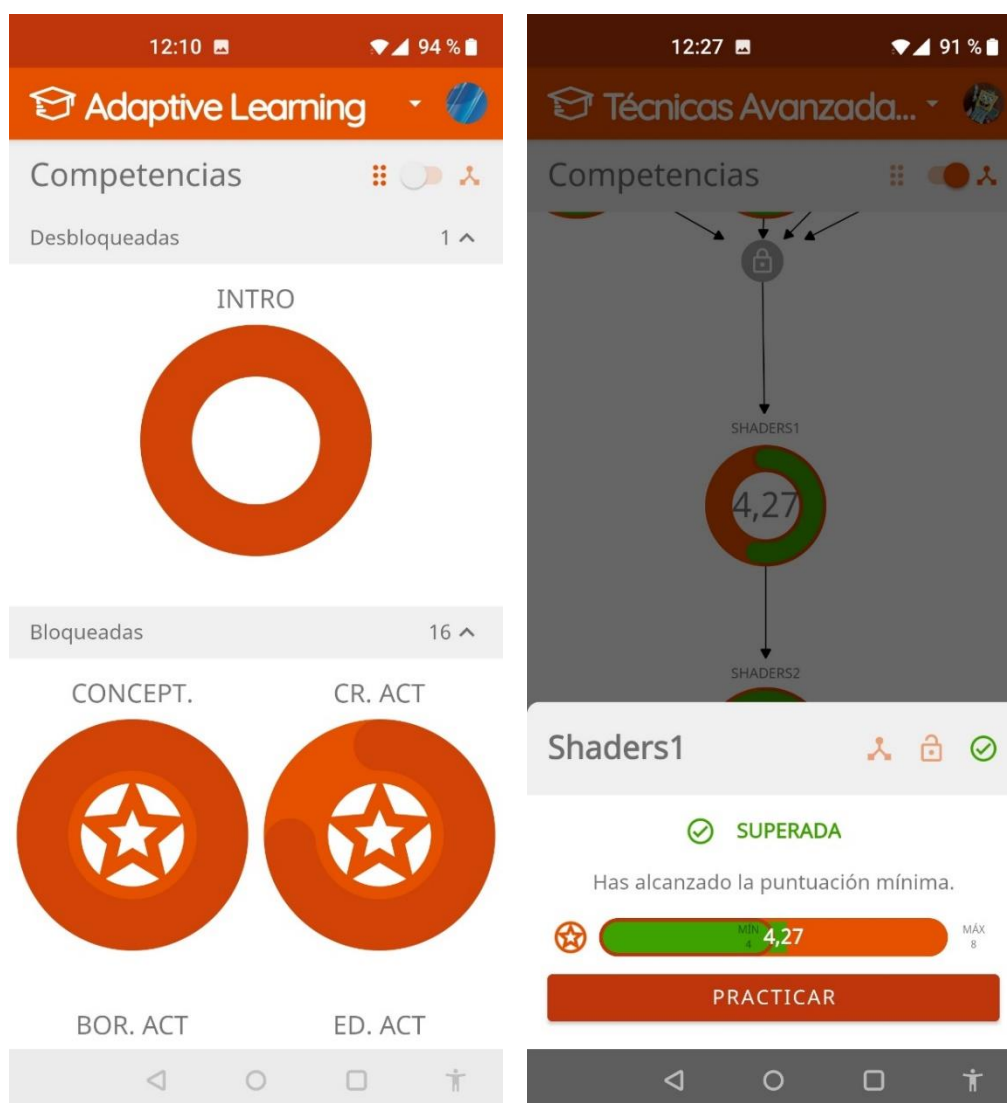 12:10 94 %
Adaptive Learning
Competencias
Desbloqueadas 1
INTRO
Bloqueadas 16
CONCEPT. CR. ACT
BOR. ACT ED. ACT
12:27 91 %
Técnicas Avanzada...
Competencias
SHADERS1
4,27
SHADERS2
Shaders1
SUPERADA
Has alcanzado la puntuación mínima.
MÍN
4
4,27
MÁX
8
PRACTICAR